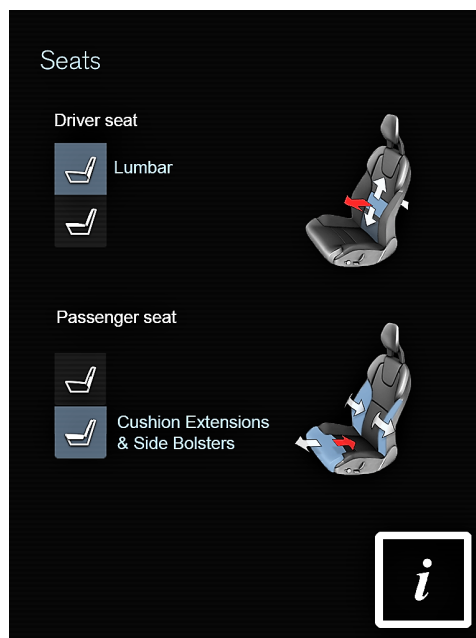 Seats
Driver seat
Lumbar
Passenger seat
Cushion Extensions
& Side Bolsters
i